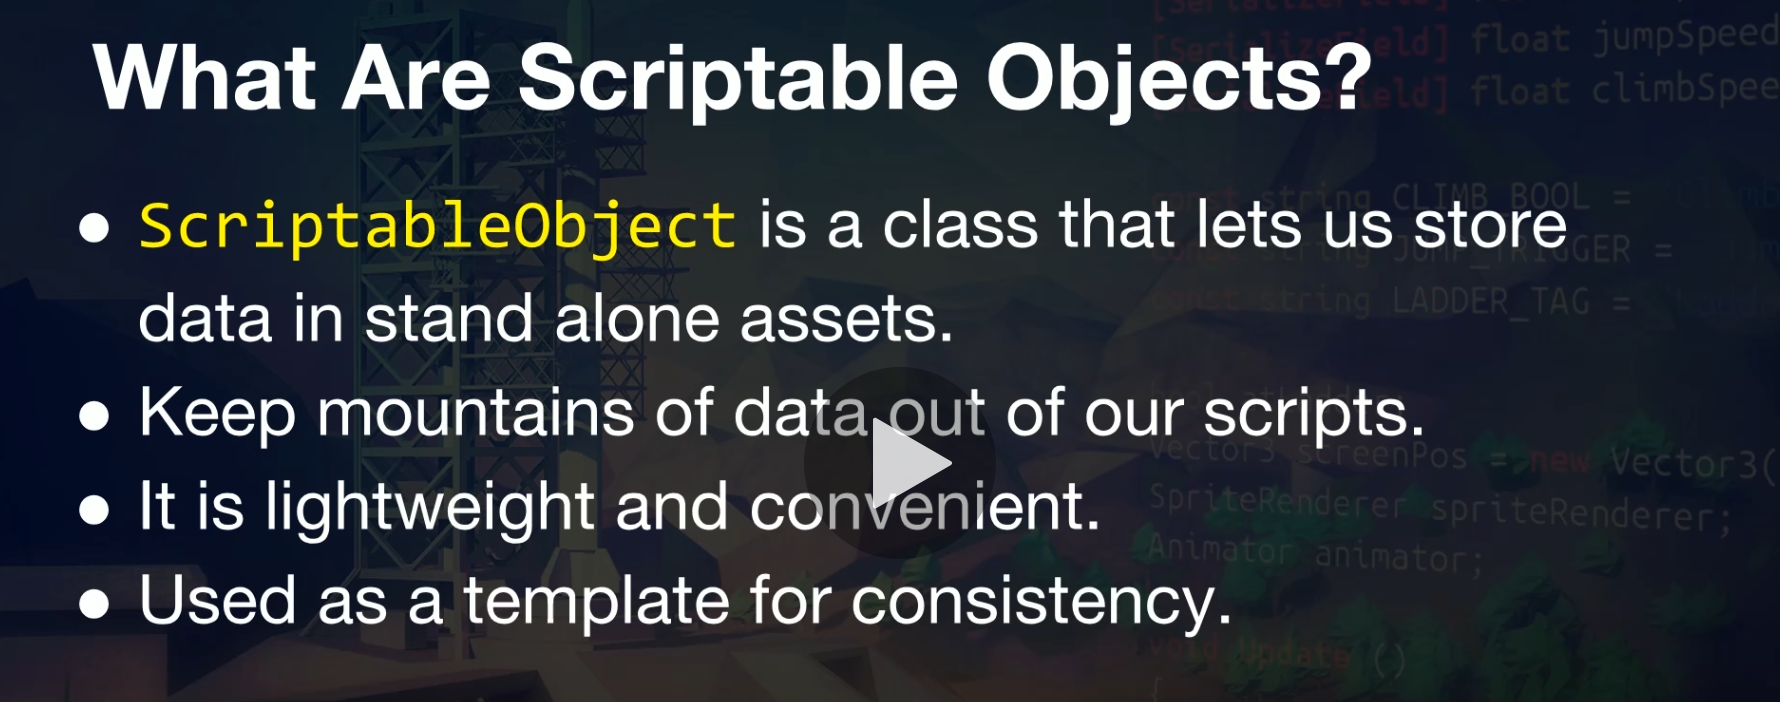 What Are Scriptable Objects?
● ScriptableObject is a class that lets us store
data in stand alone assets.
● Keep mountains of data out of our scripts.
● It is lightweight and convenient.
● Used as a template for consistency.
[SerializeField]
[SerializeField] float jumpSpeed
float climbSpee
const string CLIMB_BOOL =
const string JUMP_TRIGGER =
const string LADDER_TAG =
Vector3 screenPos = new Vector3(
SpriteRenderer spriteRenderer;
Animator animator;
void Update ()
{